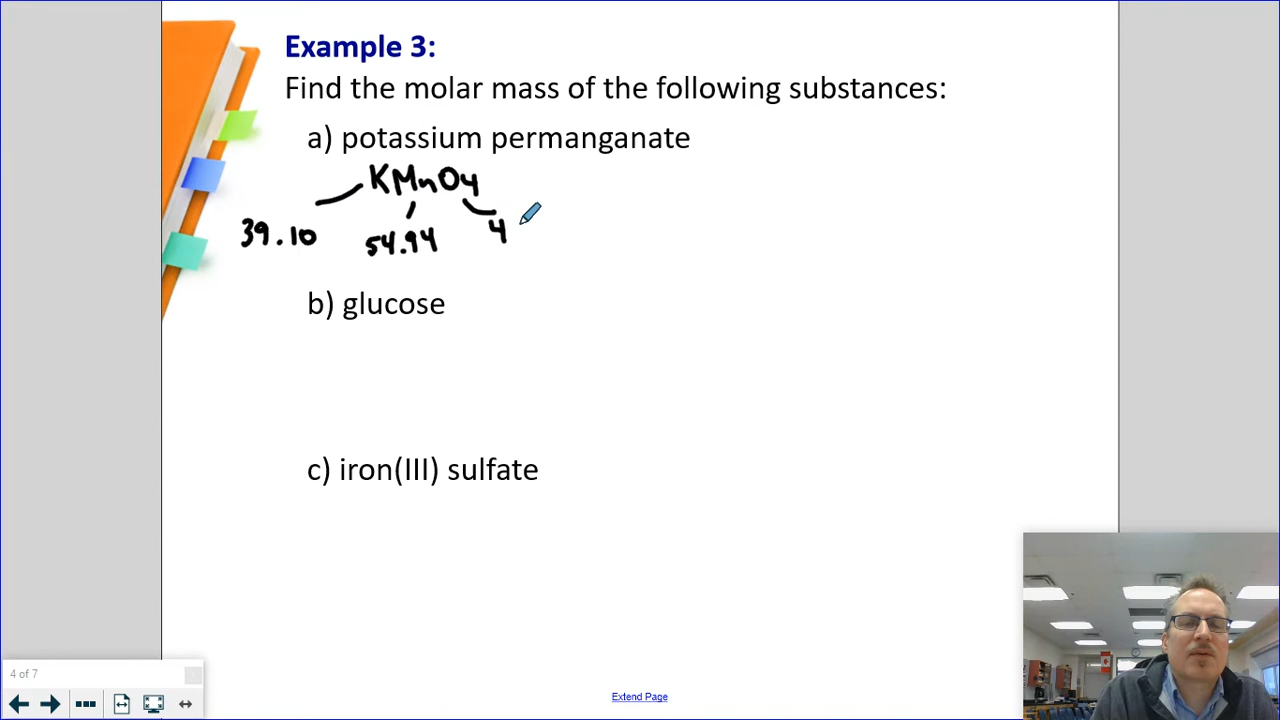 Example 3:
Find the molar mass of the following substances:
a) potassium permanganate
KMnO4
39.10 54.94 4
b) glucose
c) iron(III) sulfate
4 of 7
Extend Page